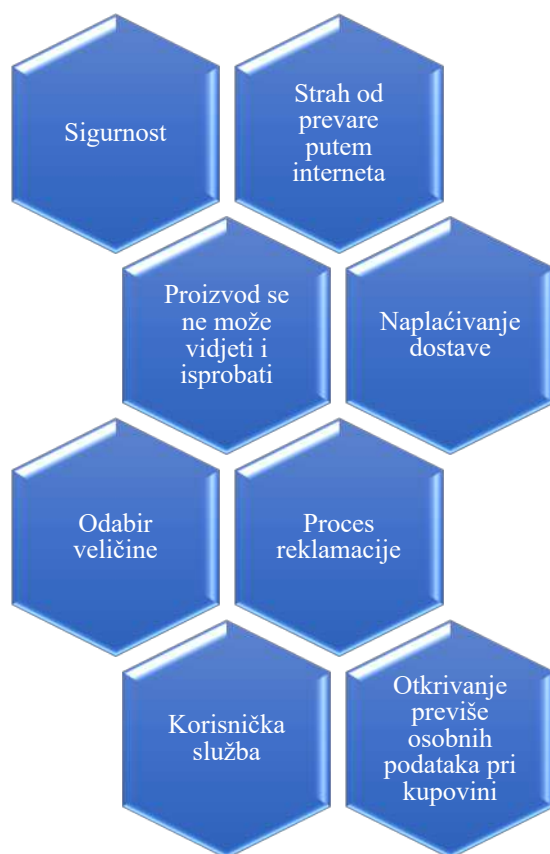 Sigurnost
Strah od
prevare
putem
interneta
Proizvod se
ne može
vidjeti i
isprobati
Naplaćivanje
dostave
Odabir
veličine
Proces
reklamacije
Korisnička
služba
Otkrivanje
previše
osobnih
podataka pri
kupovini